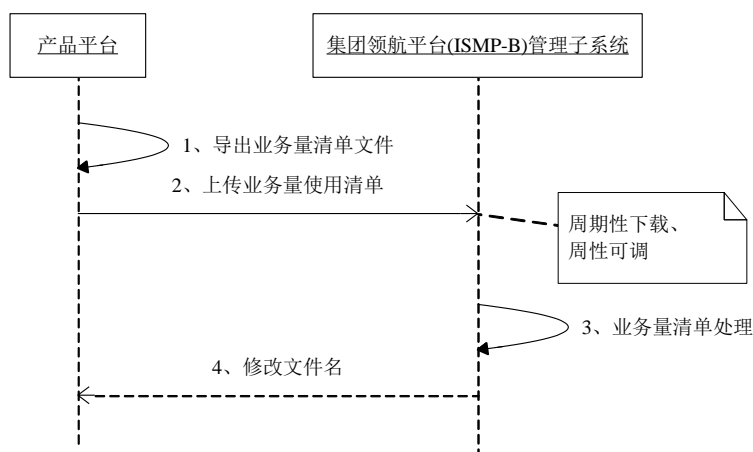 产品平台
集团领航平台(ISMP-B)管理子系统
1、导出业务量清单文件
2、上传业务量使用清单
周期性下载、
周性可调
3、业务量清单处理
4、修改文件名